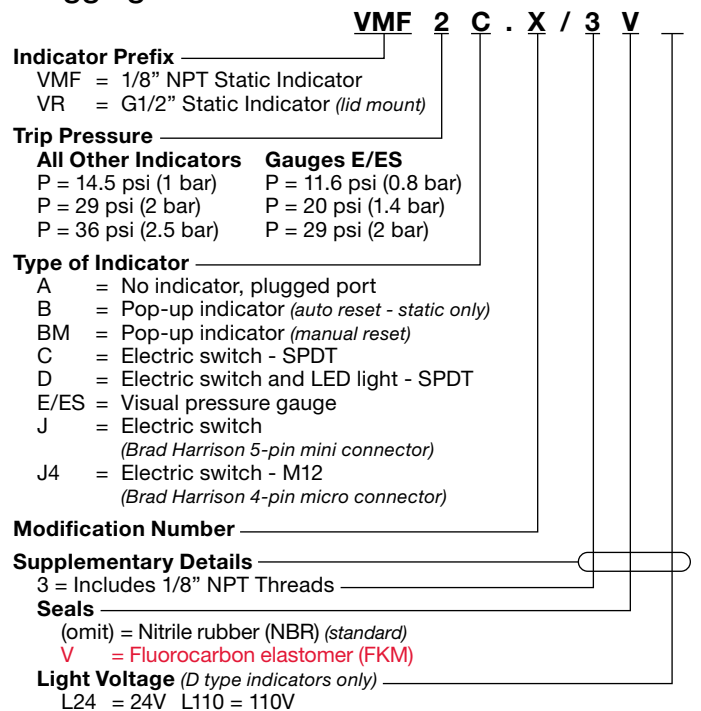 VMF 2 C . X / 3 V _
Indicator Prefix
VMF = 1/8” NPT Static Indicator
VR = G1/2” Static Indicator (lid mount)
Trip Pressure
All Other Indicators Gauges E/ES
P = 14.5 psi (1 bar) P = 11.6 psi (0.8 bar)
P = 29 psi (2 bar) P = 20 psi (1.4 bar)
P = 36 psi (2.5 bar) P = 29 psi (2 bar)
Type of Indicator
A = No indicator, plugged port
B = Pop-up indicator (auto reset - static only)
BM = Pop-up indicator (manual reset)
C = Electric switch - SPDT
D = Electric switch and LED light - SPDT
E/ES = Visual pressure gauge
J = Electric switch
(Brad Harrison 5-pin mini connector)
J4 = Electric switch - M12
(Brad Harrison 4-pin micro connector)
Modification Number
Supplementary Details
3 = Includes 1/8” NPT Threads
Seals
(omit) = Nitrile rubber (NBR) (standard)
V = Fluorocarbon elastomer (FKM)
Light Voltage (D type indicators only)
L24 = 24V L110 = 110V